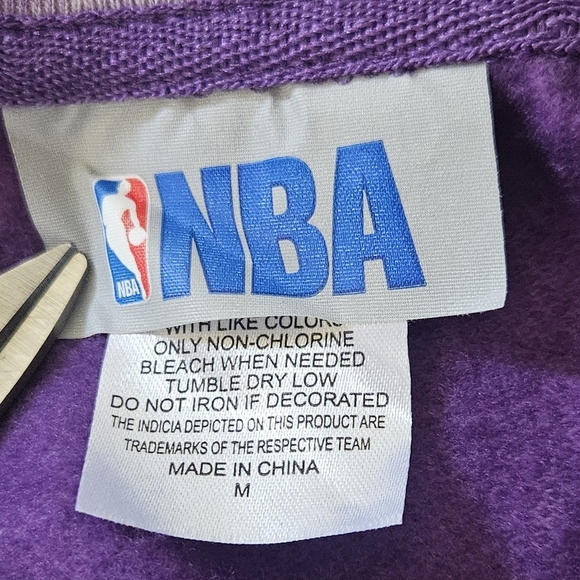 NBA
NBA
WITH LIKE COLORS
ONLY NON-CHLORINE
BLEACH WHEN NEEDED
TUMBLE DRY LOW
DO NOT IRON IF DECORATED
THE INDICIA DEPICTED ON THIS PRODUCT ARE
TRADEMARKS OF THE RESPECTIVE TEAM
MADE IN CHINA
M